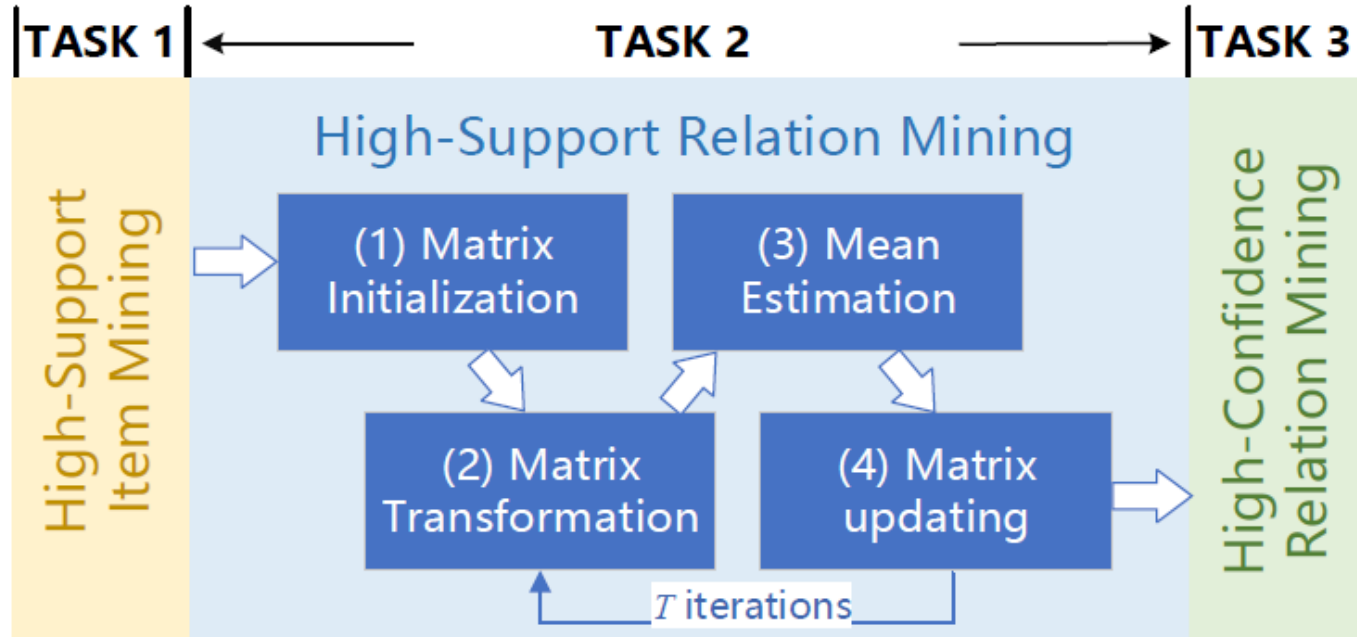 TASK 1
TASK 2
TASK 3
High-Support
Item Mining
High-Support Relation Mining
(1) Matrix
Initialization
(2) Matrix
Transformation
(3) Mean
Estimation
(4) Matrix
updating
T iterations
High-Confidence
Relation Mining